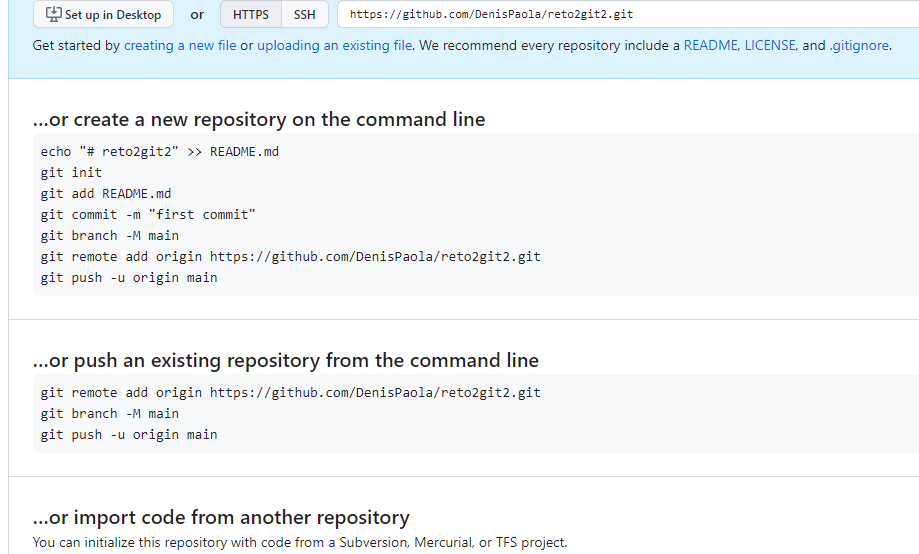 Set up in Desktop or HTTPS SSH https://github.com/DenisPaola/reto2git2.git
Get started by creating a new file or uploading an existing file. We recommend every repository include a README, LICENSE, and .gitignore.
...or create a new repository on the command line
echo "# reto2git2" >> README.md
git init
git add README.md
git commit -m "first commit"
git branch -M main
git remote add origin https://github.com/DenisPaola/reto2git2.git
git push -u origin main
...or push an existing repository from the command line
git remote add origin https://github.com/DenisPaola/reto2git2.git
git branch -M main
git push -u origin main
...or import code from another repository
You can initialize this repository with code from a Subversion, Mercurial, or TFS project.